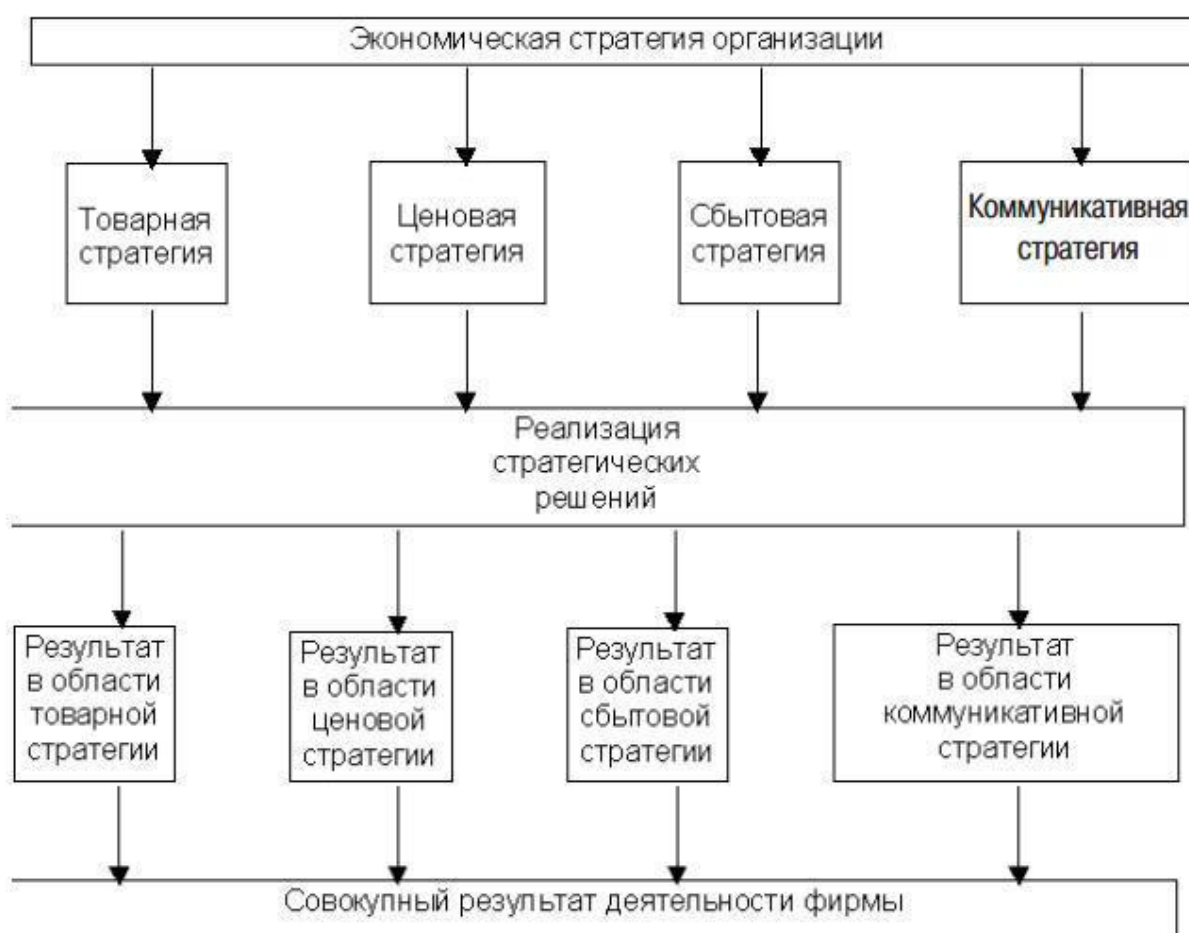 Экономическая стратегия организации
Товарная
стратегия
Ценовая
стратегия
Сбытовая
стратегия
Коммуникативная
стратегия
Реализация
стратегических
решений
Результат
в области
товарной
стратегии
Результат
в области
ценовой
стратегии
Результат
в области
сбытовой
стратегии
Результат
в области
коммуникативной
стратегии
Совокупный результат деятельности фирмы